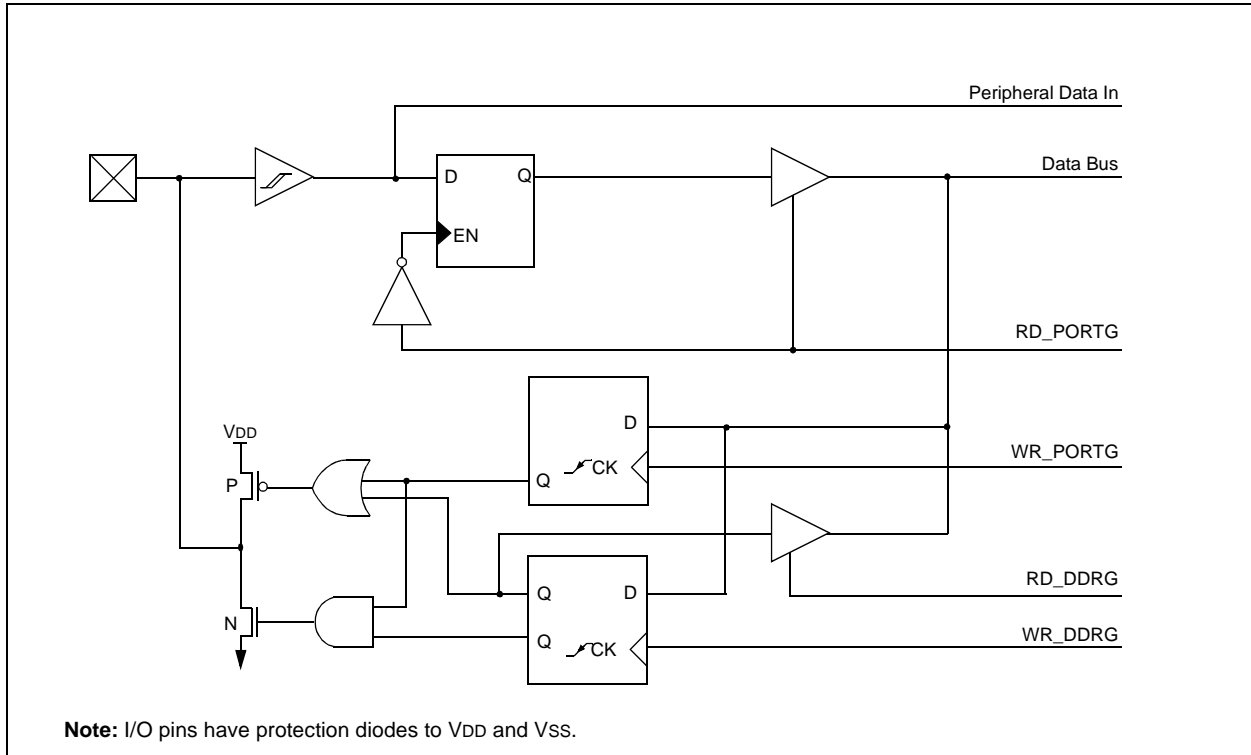 Peripheral Data In
Data Bus
D
Q
EN
RD_PORTG
D
WR_PORTG
Q
CK
VDD
P
RD_DDRG
Q
D
N
Q
CK
WR_DDRG
Note: I/O pins have protection diodes to VDD and VSS.